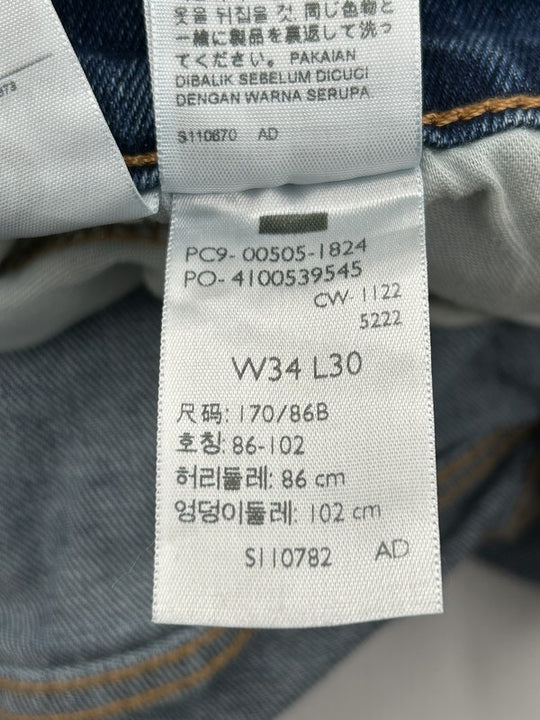 옷을 뒤집을 것. 同じ色物と
一緒に製品を裏返して洗っ
てください。PAKAIAN
DIBALIK SEBELUM DICUCI
DENGAN WARNA SERUPA
S110670 AD
PC9- 00505-1824
PO- 4100539545
CW- 1122
5222
W34 L30
尺码: 170/86B
호칭: 86-102
허리둘레: 86 cm
엉덩이둘레: 102 cm
S110782 AD